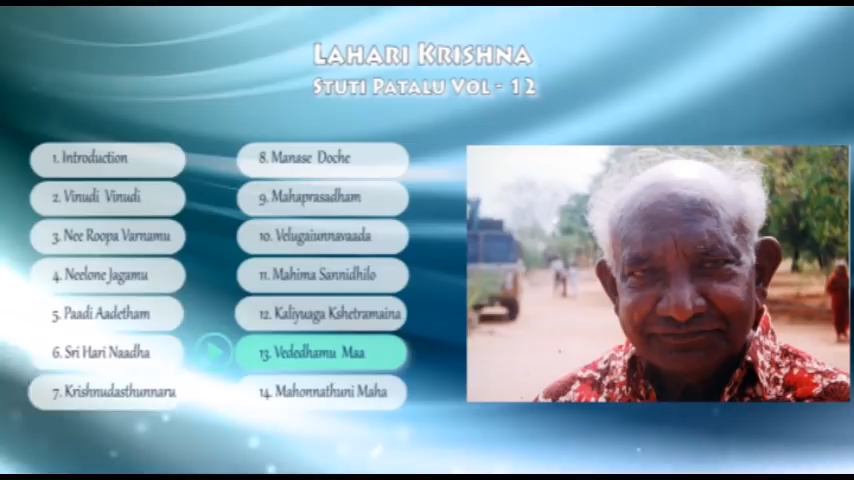 Lahari Krishna
Stuti Patalu Vol - 12
1. Introduction
2. Vinudi Vinudi
3. Nee Roopa Varnamu
4. Neelone Jagamu
5. Paadi Aadetham
6. Sri Hari Naadha
7. Krishnudasthunnaru
8. Manase Doche
9. Mahaprasadham
10. Velugaiunnavaada
11. Mahima Sannidhilo
12. Kaliyuaga Kshetramaina
13. Vededhamu Maa
14. Mahonnathuni Maha